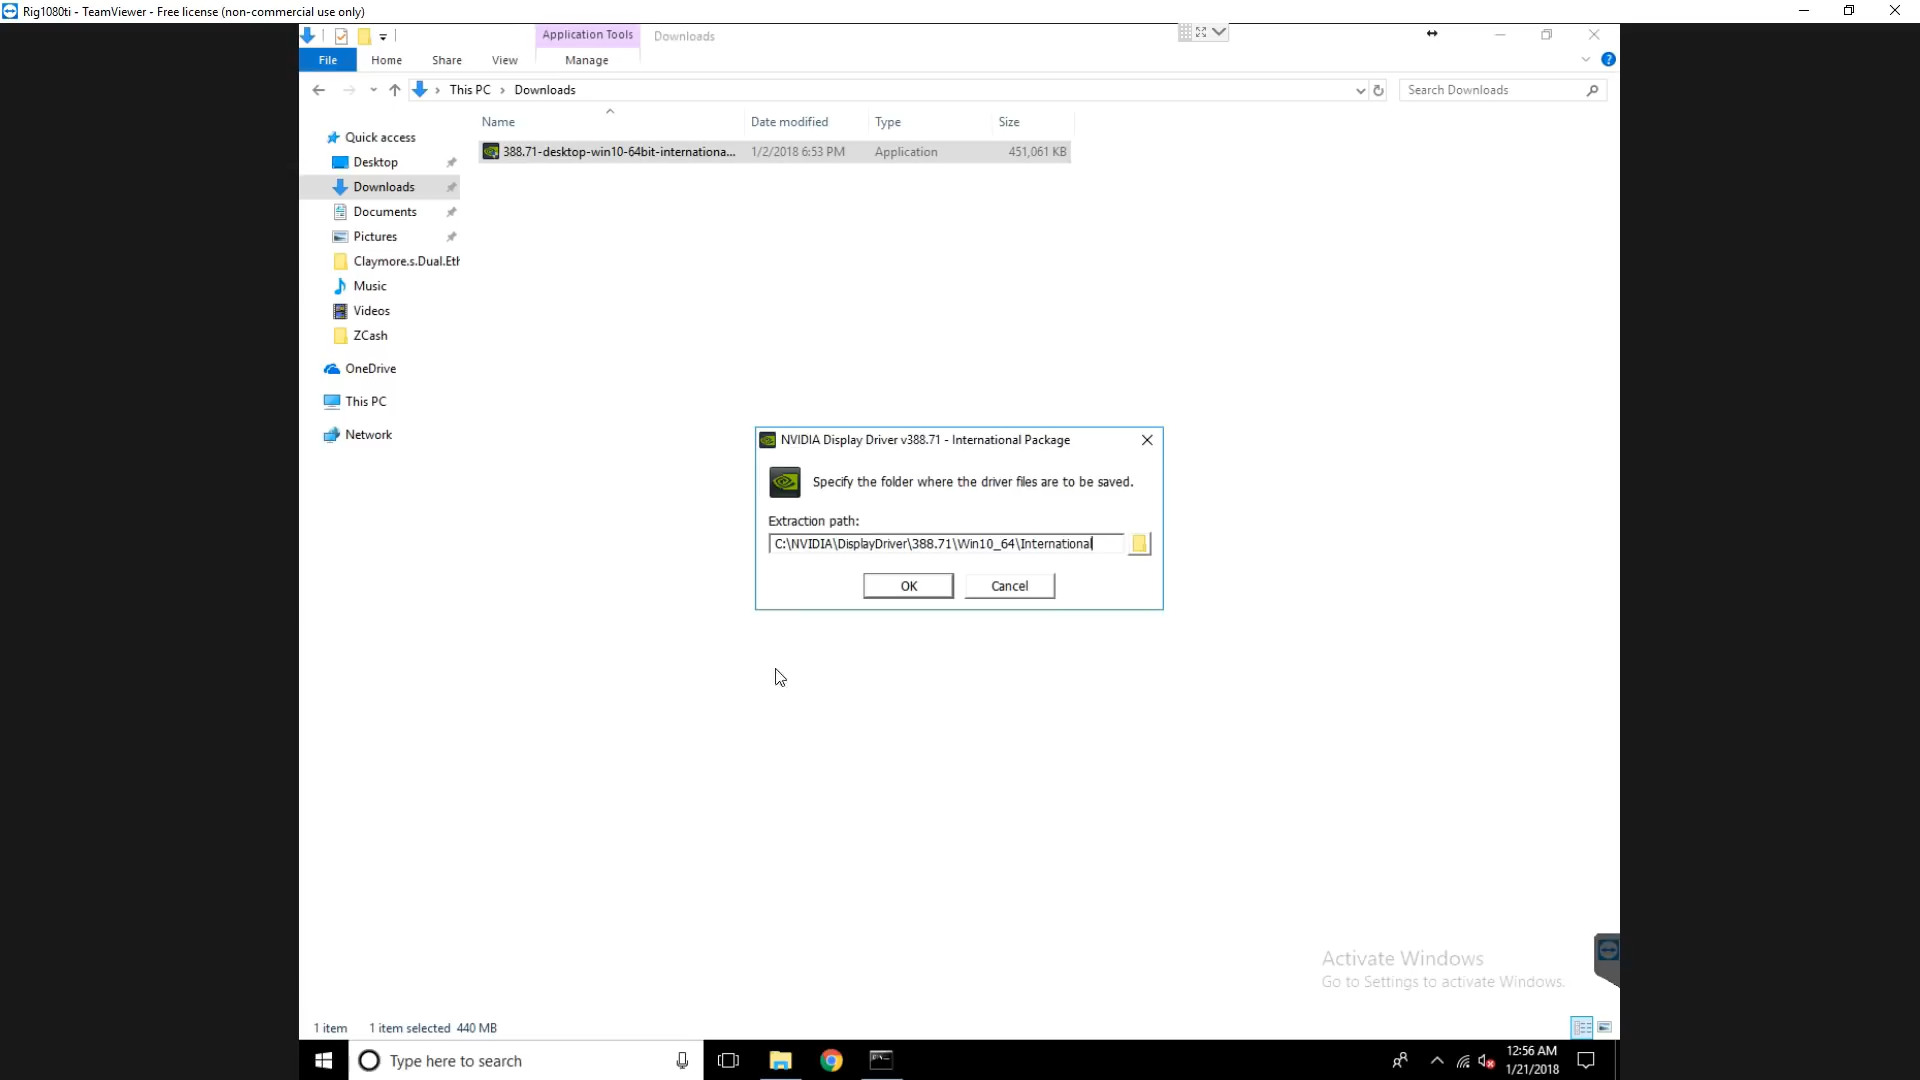 Rig1080ti - TeamViewer - Free license (non-commercial use only)
Application Tools
Downloads
File
Home
Share
View
Manage
This PC
Downloads
Search Downloads
Name
Date modified
Type
Size
388.71-desktop-win10-64bit-internationa...
1/2/2018 6:53 PM
Application
451,061 KB
Quick access
Desktop
Downloads
Documents
Pictures
Claymore.s.Dual.Eth
Music
Videos
ZCash
OneDrive
This PC
Network
NVIDIA Display Driver v388.71 - International Package
Specify the folder where the driver files are to be saved.
Extraction path:
C:\NVIDIA\DisplayDriver\388.71\Win10_64\International
OK
Cancel
Activate Windows
Go to Settings to activate Windows.
1 item
1 item selected 440 MB
Type here to search
12:56 AM
1/21/2018